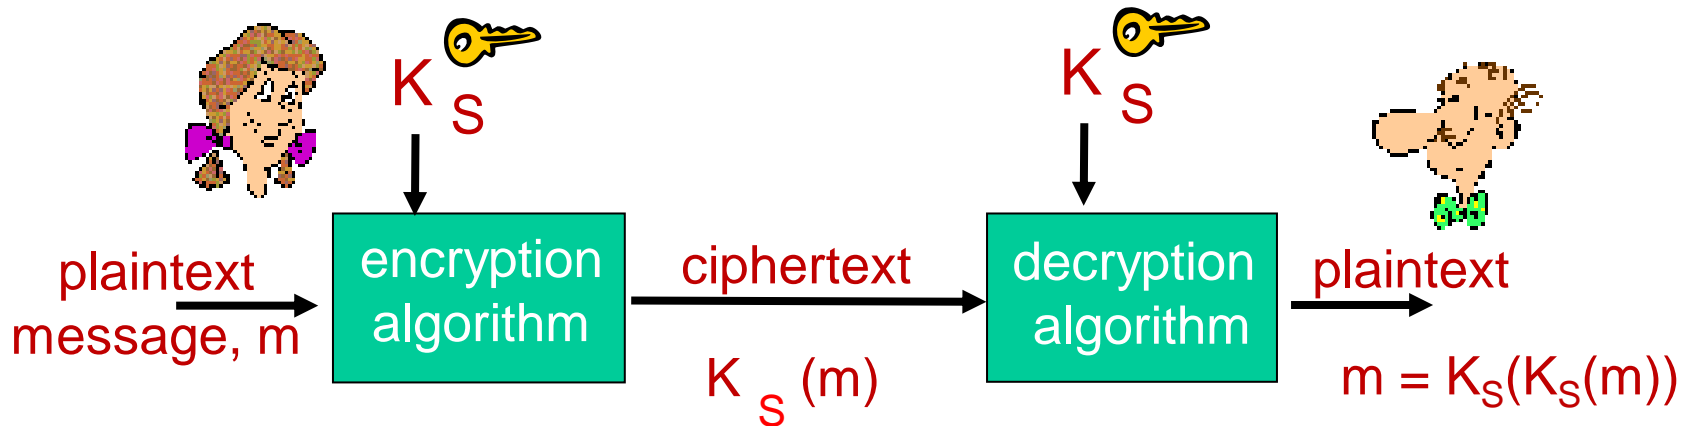 K S
K S
plaintext
message, m
encryption
algorithm
ciphertext
K S (m)
decryption
algorithm
plaintext
m = KS(KS(m))